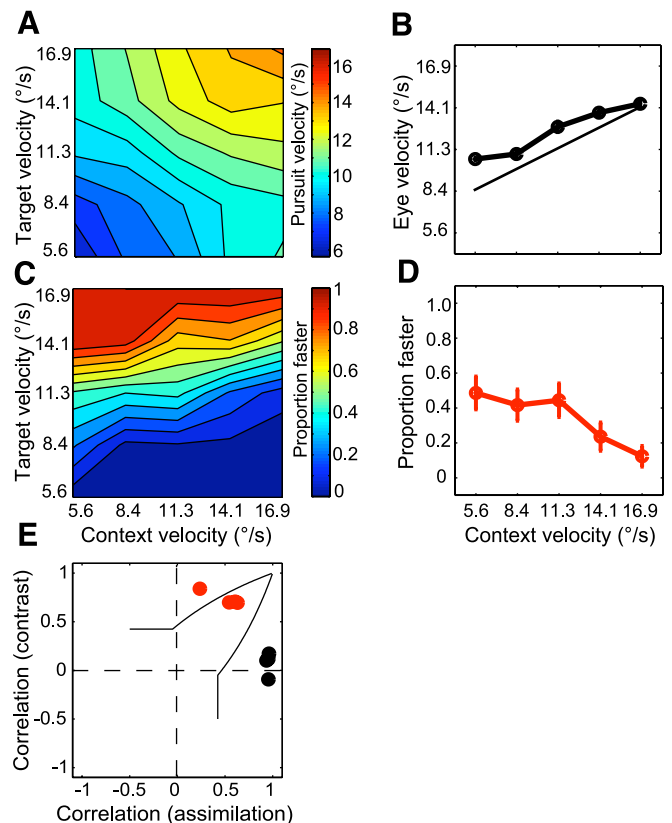 A
Target velocity (°/s)
16.9
14.1
11.3
8.4
5.6
16
14
12
10
8
6
Pursuit velocity (°/s)
B
Eye velocity (°/s)
16.9
14.1
11.3
8.4
5.6
C
Target velocity (°/s)
16.9
14.1
11.3
8.4
5.6
5.6 8.4 11.3 14.1 16.9
Context velocity (°/s)
1
0.8
0.6
0.4
0.2
0
Proportion faster
D
Proportion faster
1.0
0.8
0.6
0.4
0.2
0
5.6 8.4 11.3 14.1 16.9
Context velocity (°/s)
E
Correlation (contrast)
1
0.5
0
-0.5
-1
-1 -0.5 0 0.5 1
Correlation (assimilation)